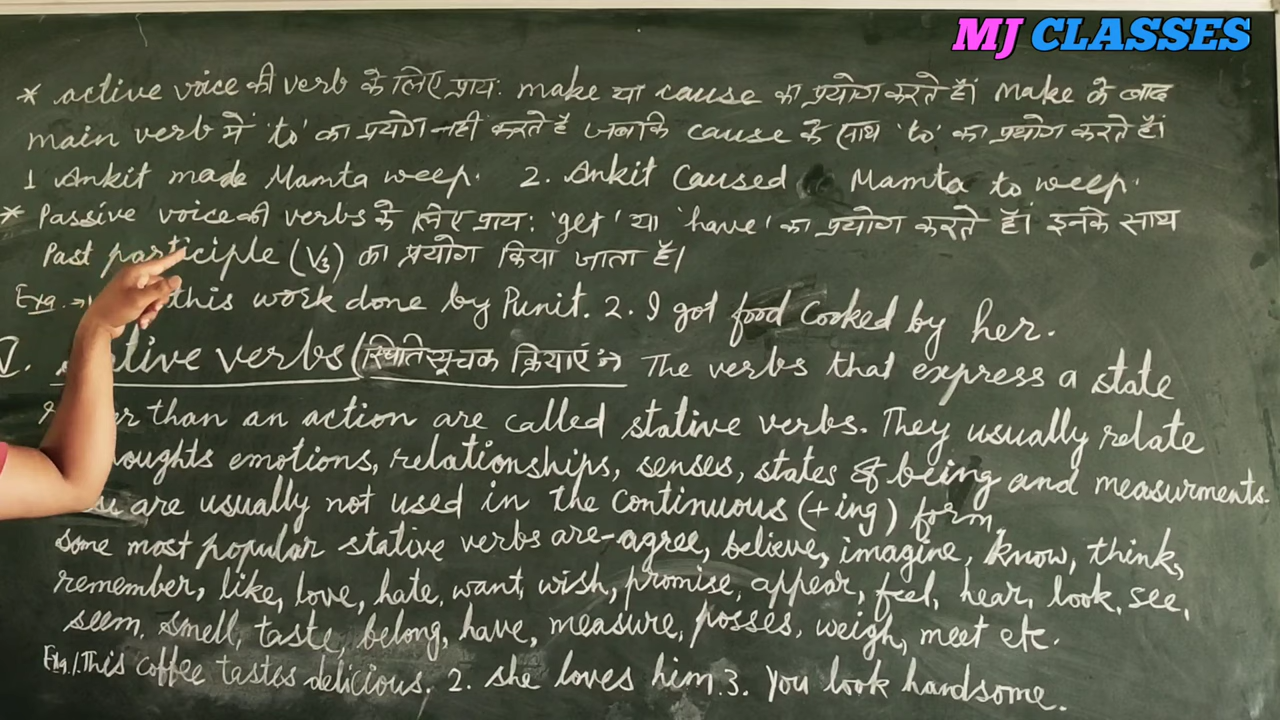 MJ CLASSES
* active voice की verb के लिए प्राय: make या cause का प्रयोग करते हैं। Make के बाद
main verb में 'to' का प्रयोग नही करते है जबकि cause के साथ 'to' का प्रयोग करते हैं।
1 Ankit made Mamta weep. 2. Ankit Caused Mamta to weep.
* Passive voice की verbs के लिए प्राय: 'get' या 'have' का प्रयोग करते हैं। इनके साथ
Past participle (V3) का प्रयोग किया जाता है।
Exa.→1 this work done by Punit. 2. I got food cooked by her.
V. verbs (स्थितिसूचक क्रियाएं):→ The verbs that express a state
than an action are called stative verbs. They usually relate
emotions, relationships, senses, states of being and measurments.
are usually not used in the continuous (+ing) form.
Some most popular stative verbs are-agree, believe, imagine, know, think,
remember, like, love, hate, want, wish, promise, appear, feel, hear, look, see,
seem, smell, taste, belong, have, measure, posses, weigh, meet etc.
Exa. 1. This coffee tastes delicious. 2. she loves him. 3. You look handsome.